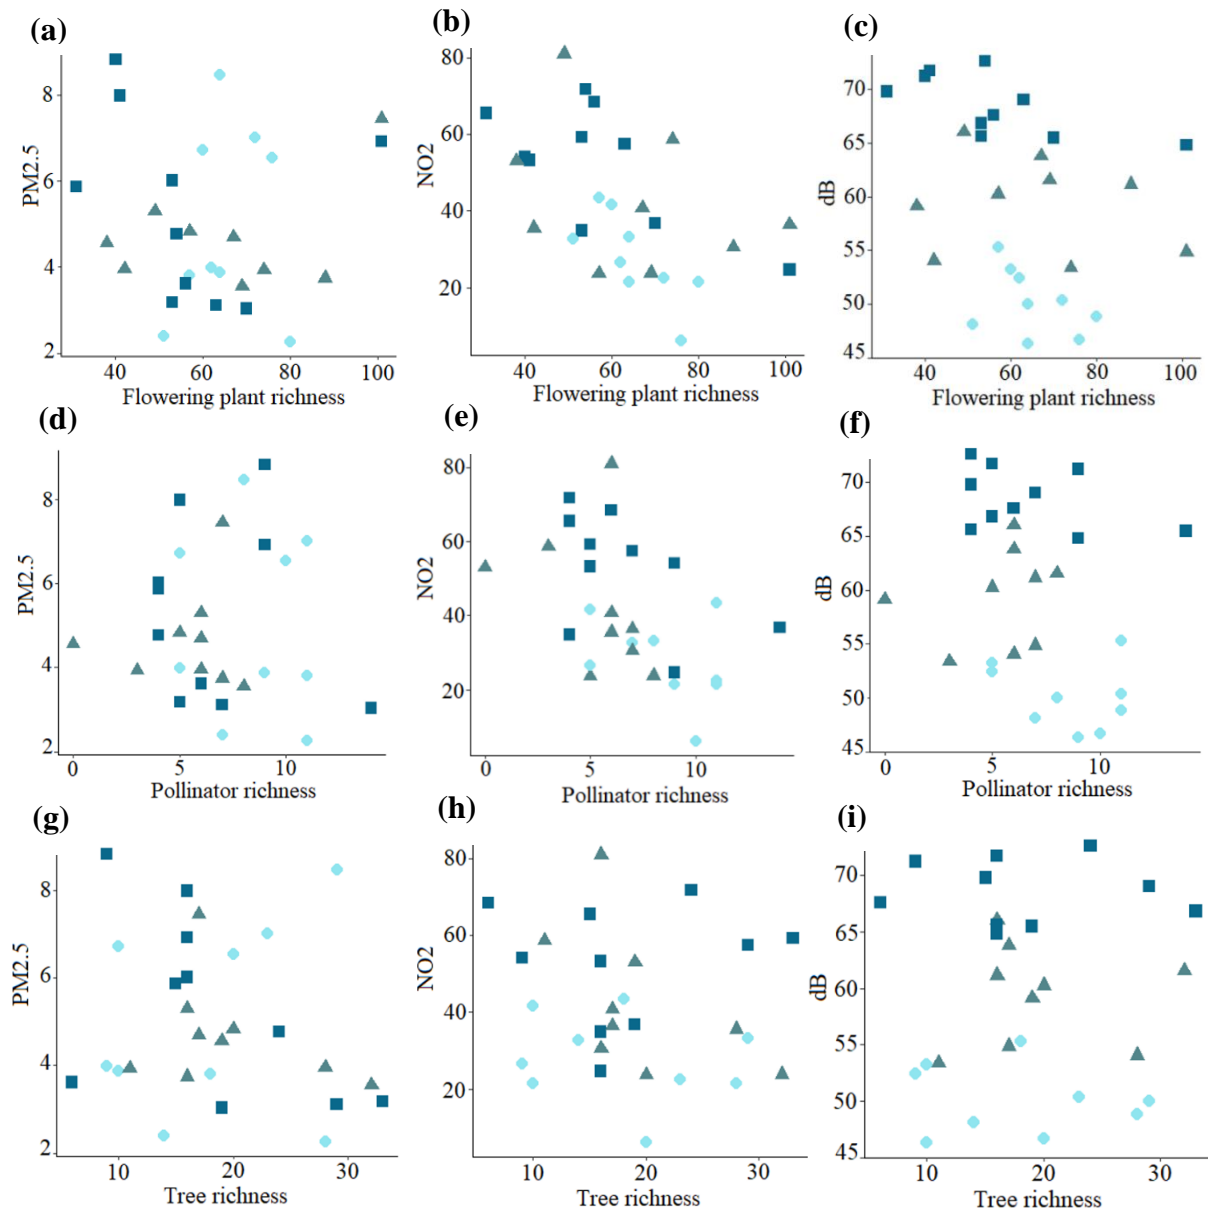 (a)
(b)
(c)
8
6
4
2
PM2.5
40
60
80
100
Flowering plant richness
80
60
40
20
NO2
40
60
80
100
Flowering plant richness
70
65
60
55
50
45
dB
40
60
80
100
Flowering plant richness
(d)
(e)
(f)
8
6
4
2
PM2.5
0
5
10
Pollinator richness
80
60
40
20
NO2
0
5
10
Pollinator richness
70
65
60
55
50
45
dB
0
5
10
Pollinator richness
(g)
(h)
(i)
8
6
4
2
PM2.5
10
20
30
Tree richness
80
60
40
20
NO2
10
20
30
Tree richness
70
65
60
55
50
45
dB
10
20
30
Tree richness